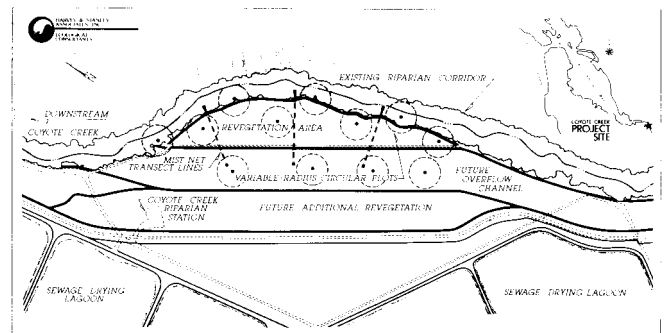 HARVEY & STANLEY
ASSOCIATES, INC.
ECOLOGICAL
CONSULTANTS
EXISTING RIPARIAN CORRIDOR
COYOTE CREEK
PROJECT
SITE
DOWNSTREAM
COYOTE CREEK
REVEGETATION AREA
MIST NET
TRANSECT LINES
VARIABLE RADIUS CIRCULAR PLOTS
FUTURE
OVERFLOW
CHANNEL
COYOTE CREEK
RIPARIAN
STATION
FUTURE ADDITIONAL REVEGETATION
SEWAGE DRYING
LAGOON
SEWAGE DRYING LAGOON